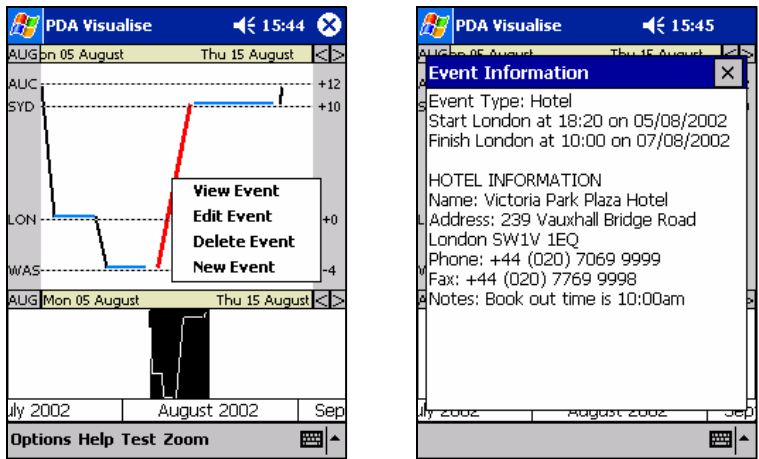 PDA Visualise 15:44
AUG on 05 August Thu 15 August < >
AUC +12
SYD +10
View Event
Edit Event
LON +0
Delete Event
New Event
WAS -4
AUG Mon 05 August Thu 15 August < >
uly 2002 August 2002 Sep
Options Help Test Zoom
PDA Visualise 15:45
Event Information
Event Type: Hotel
Start London at 18:20 on 05/08/2002
Finish London at 10:00 on 07/08/2002
HOTEL INFORMATION
Name: Victoria Park Plaza Hotel
Address: 239 Vauxhall Bridge Road
London SW1V 1EQ
Phone: +44 (020) 7069 9999
Fax: +44 (020) 7769 9998
Notes: Book out time is 10:00am